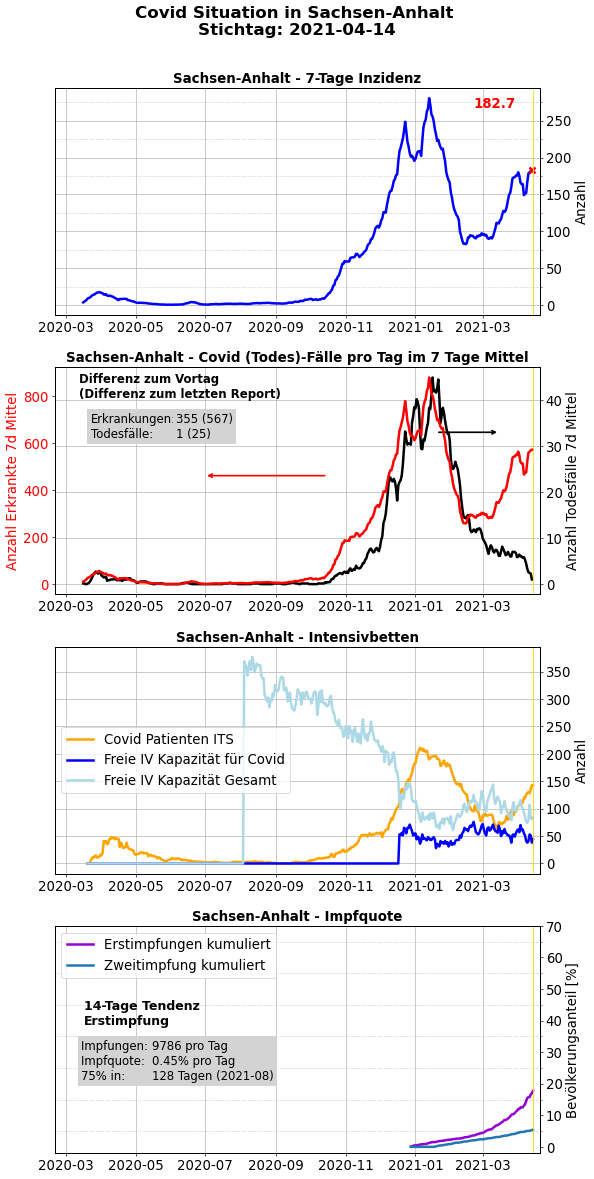 Covid Situation in Sachsen-Anhalt
Stichtag: 2021-04-14
Sachsen-Anhalt - 7-Tage Inzidenz
182.7
250
200
150
100
50
0
Anzahl
2020-03 2020-05 2020-07 2020-09 2020-11 2021-01 2021-03
Sachsen-Anhalt - Covid (Todes)-Fälle pro Tag im 7 Tage Mittel
Differenz zum Vortag
(Differenz zum letzten Report)
Erkrankungen: 355 (567)
Todesfälle: 1 (25)
Anzahl Erkrankte 7d Mittel
800
600
400
200
0
40
30
20
10
0
Anzahl Todesfälle 7d Mittel
2020-03 2020-05 2020-07 2020-09 2020-11 2021-01 2021-03
Sachsen-Anhalt - Intensivbetten
Covid Patienten ITS
Freie IV Kapazität für Covid
Freie IV Kapazität Gesamt
350
300
250
200
150
100
50
0
Anzahl
2020-03 2020-05 2020-07 2020-09 2020-11 2021-01 2021-03
Sachsen-Anhalt - Impfquote
Erstimpfungen kumuliert
Zweitimpfung kumuliert
14-Tage Tendenz
Erstimpfung
Impfungen: 9786 pro Tag
Impfquote: 0.45% pro Tag
75% in: 128 Tagen (2021-08)
70
60
50
40
30
20
10
0
Bevölkerungsanteil [%]
2020-03 2020-05 2020-07 2020-09 2020-11 2021-01 2021-03